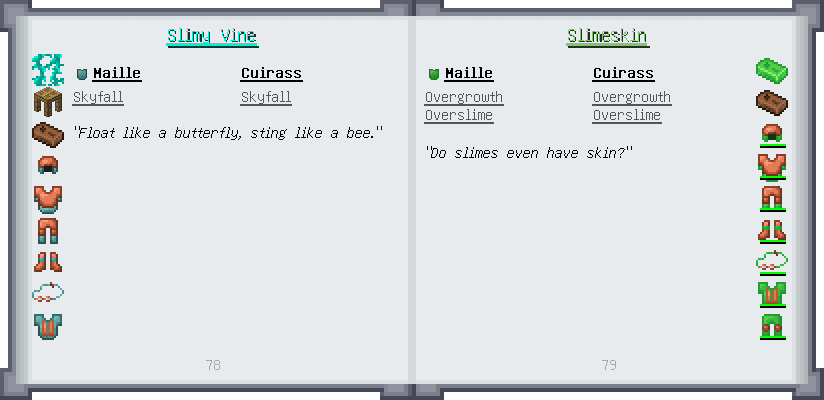 Slimy Vine
Maille Cuirass
Skyfall Skyfall
"Float like a butterfly, sting like a bee."
78
Slimeskin
Maille Cuirass
Overgrowth Overgrowth
Overslime Overslime
"Do slimes even have skin?"
79